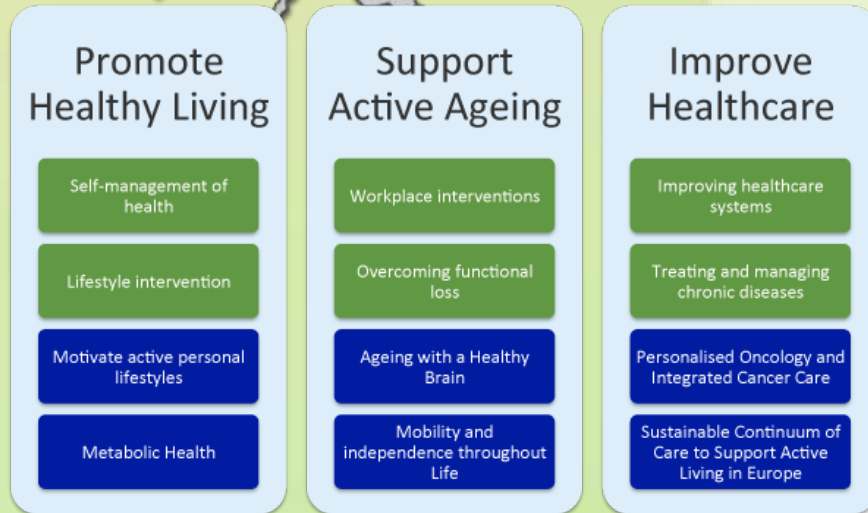 Promote
Healthy Living
Self-management of
health
Lifestyle intervention
Motivate active personal
lifestyles
Metabolic Health
Support
Active Ageing
Workplace interventions
Overcoming functional
loss
Ageing with a Healthy
Brain
Mobility and
independence throughout
Life
Improve
Healthcare
Improving healthcare
systems
Treating and managing
chronic diseases
Personalised Oncology and
Integrated Cancer Care
Sustainable Continuum of
Care to Support Active
Living in Europe